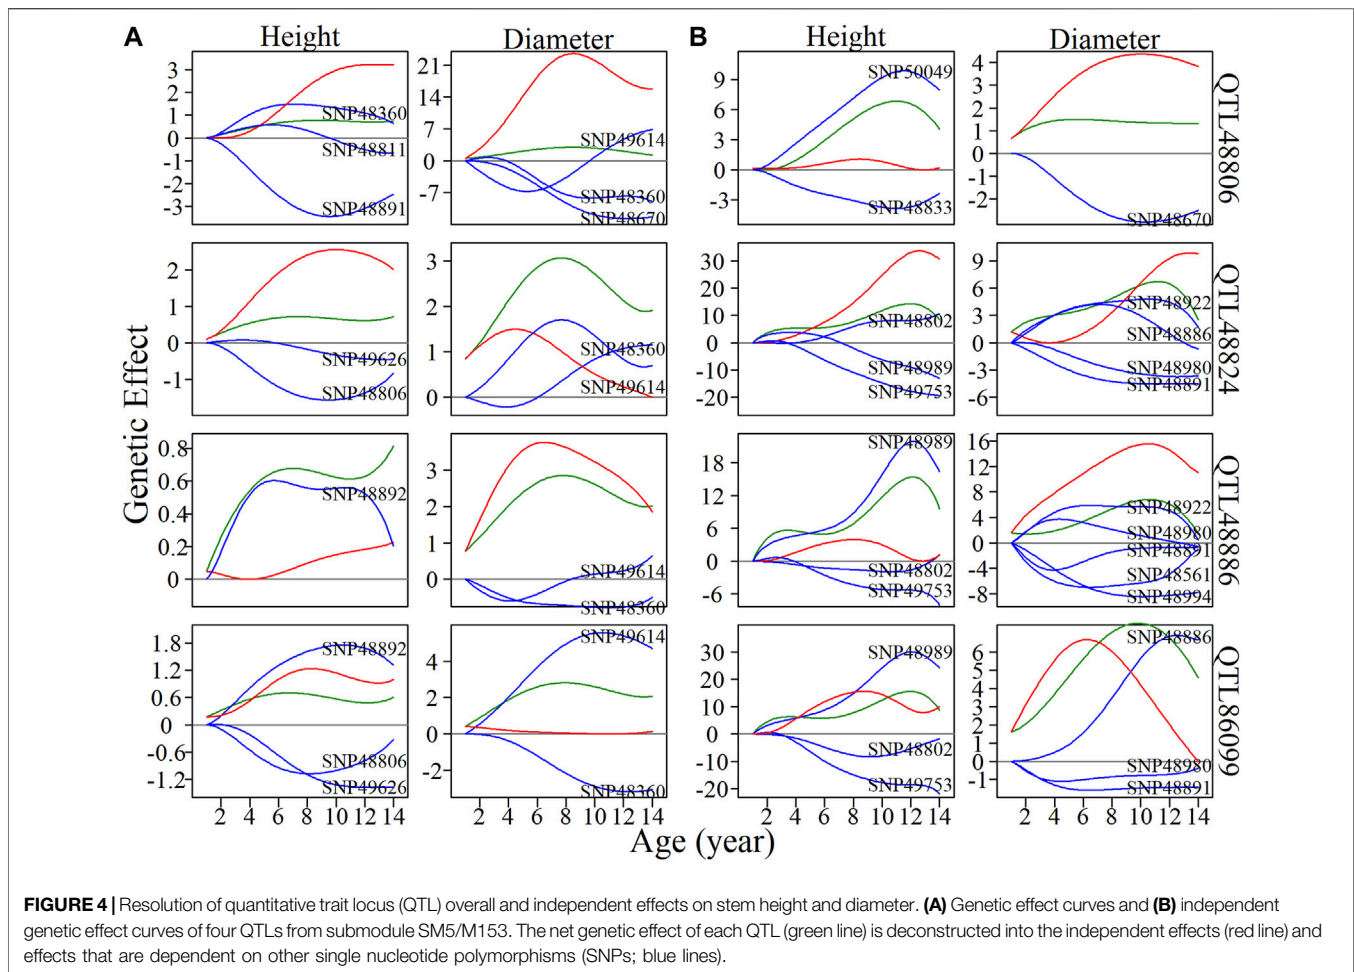 A
Height
Diameter
B
Height
Diameter
3
2
1
0
-1
-2
-3
SNP48360
SNP48811
SNP48891
21
14
7
0
-7
SNP49614
SNP48360
SNP48670
9
6
3
0
-3
SNP50049
SNP48833
4
3
2
1
0
-1
-2
SNP48670
QTL48806
2
1
0
-1
SNP49626
SNP48806
3
2
1
0
SNP48360
SNP49614
30
20
10
0
-10
-20
SNP48802
SNP48989
SNP49753
9
6
3
0
-3
-6
SNP48922
SNP48886
SNP48980
SNP48891
QTL48824
0.8
0.6
0.4
0.2
0
SNP48892
3
2
1
0
SNP49614
SNP48360
18
12
6
0
-6
SNP48989
SNP48802
SNP49753
16
12
8
4
0
-4
-8
SNP48922
SNP48980
SNP48891
SNP48561
SNP48994
QTL48886
1.8
1.2
0.6
0
-0.6
-1.2
SNP48892
SNP48806
SNP49626
4
2
0
-2
SNP49614
SNP48360
30
20
10
0
-10
-20
SNP48989
SNP48802
SNP49753
6
5
4
3
2
1
0
-1
SNP48886
SNP48980
SNP48891
QTL86099
2 4 6 8 10 12 14
2 4 6 8 10 12 14
2 4 6 8 10 12 14
2 4 6 8 10 12 14
Genetic Effect
Age (year)
FIGURE 4 | Resolution of quantitative trait locus (QTL) overall and independent effects on stem height and diameter. (A) Genetic effect curves and (B) independent
genetic effect curves of four QTLs from submodule SM5/M153. The net genetic effect of each QTL (green line) is deconstructed into the independent effects (red line) and
effects that are dependent on other single nucleotide polymorphisms (SNPs; blue lines).